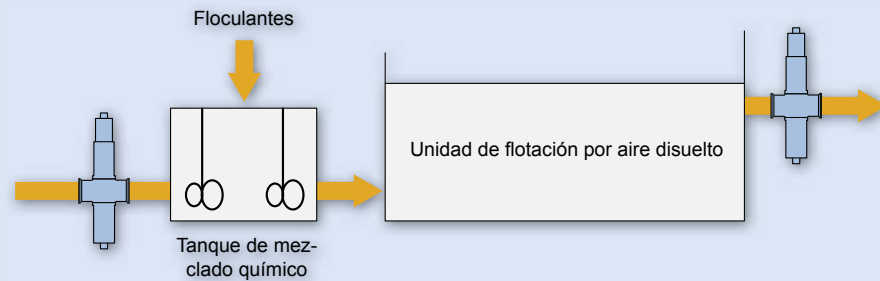 Floculantes
Unidad de flotación por aire disuelto
Tanque de mez-
clado químico